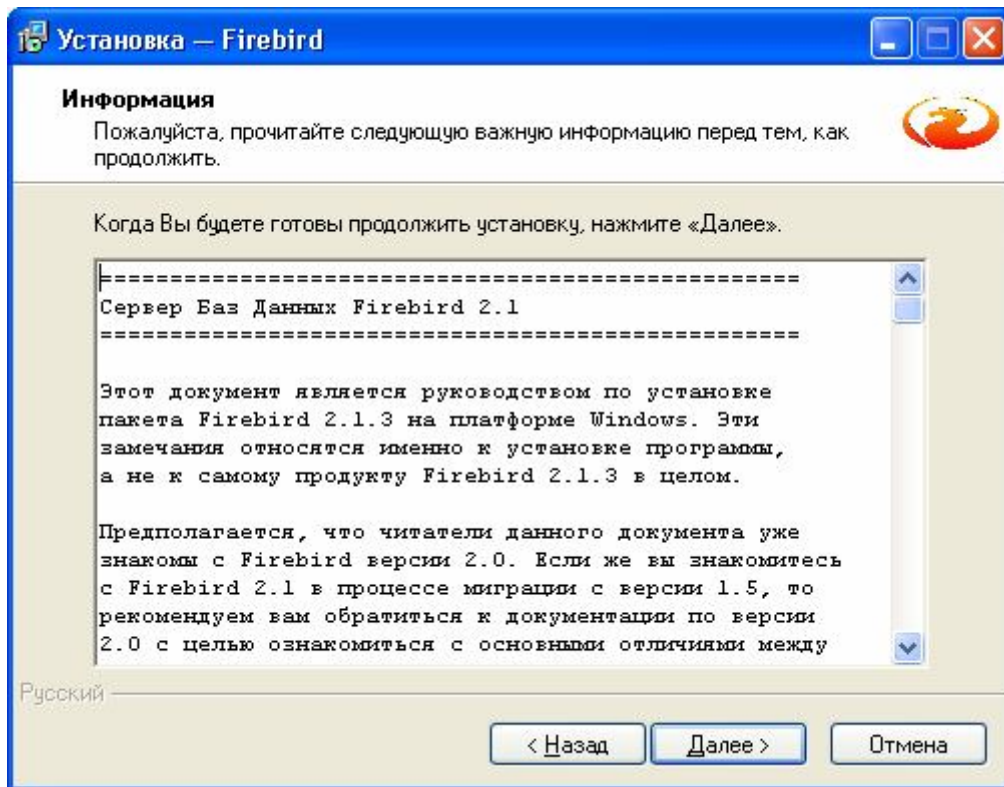 Установка — Firebird
Информация
Пожалуйста, прочитайте следующую важную информацию перед тем, как
продолжить.
Когда Вы будете готовы продолжить установку, нажмите «Далее».
==================================================
Сервер Баз Данных Firebird 2.1
==================================================
Этот документ является руководством по установке
пакета Firebird 2.1.3 на платформе Windows. Эти
замечания относятся именно к установке программы,
а не к самому продукту Firebird 2.1.3 в целом.
Предполагается, что читатели данного документа уже
знакомы с Firebird версии 2.0. Если же вы знакомитесь
с Firebird 2.1 в процессе миграции с версии 1.5, то
рекомендуем вам обратиться к документации по версии
2.0 с целью ознакомиться с основными отличиями между
Русский
< Назад
Далее >
Отмена